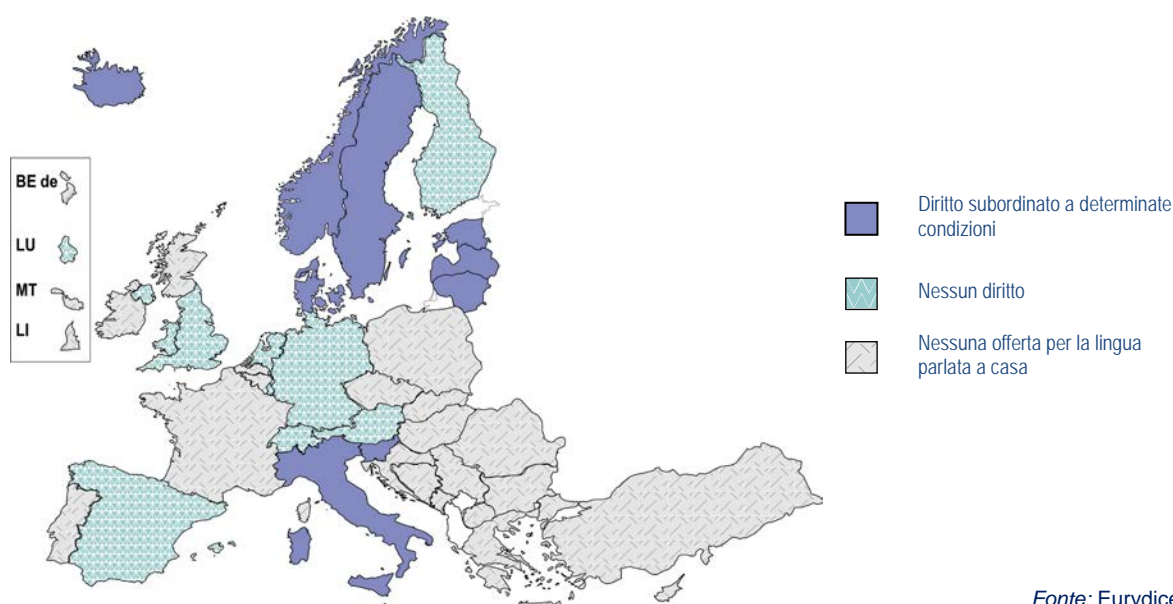 BE de
LU
MT
LI
Diritto subordinato a determinate
condizioni
Nessun diritto
Nessuna offerta per la lingua
parlata a casa
Fonte: Eurydice